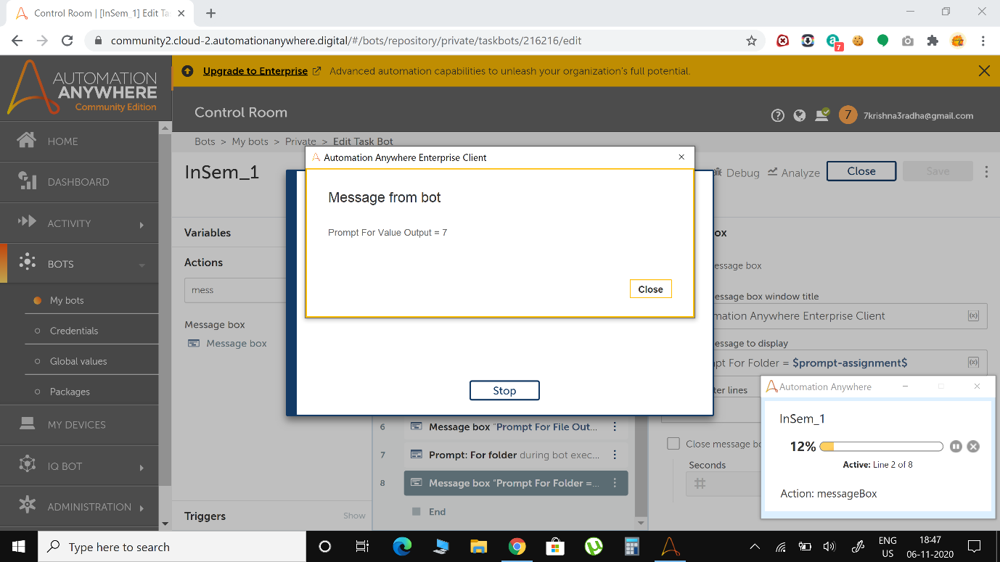 Control Room | [InSem_1] Edit Ta
community2.cloud-2.automationanywhere.digital/#/bots/repository/private/taskbots/216216/edit
7
AUTOMATION
ANYWHERE
Community Edition
Upgrade to Enterprise Advanced automation capabilities to unleash your organization's full potential.
Control Room
7 7krishna3radha@gmail.com
HOME
DASHBOARD
ACTIVITY
BOTS
My bots
Credentials
Global values
Packages
MY DEVICES
IQ BOT
ADMINISTRATION
Bots > My bots > Private > Edit Task Bot
InSem_1
Debug Analyze Close Save
Variables
Actions
mess
Message box
Message box
Triggers Show
Automation Anywhere Enterprise Client
Message from bot
Prompt For Value Output = 7
Close
Stop
6 Message box "Prompt For File Out...
7 Prompt: For folder during bot exec...
8 Message box "Prompt For Folder =...
End
ox
essage box
essage box window title
mation Anywhere Enterprise Client (x)
essage to display
pt For Folder = $prompt-assignment$ (x)
ter lines
Close message bo
Seconds
#
Automation Anywhere
InSem_1
12%
Active: Line 2 of 8
Action: messageBox
Type here to search
ENG
US
18:47
06-11-2020